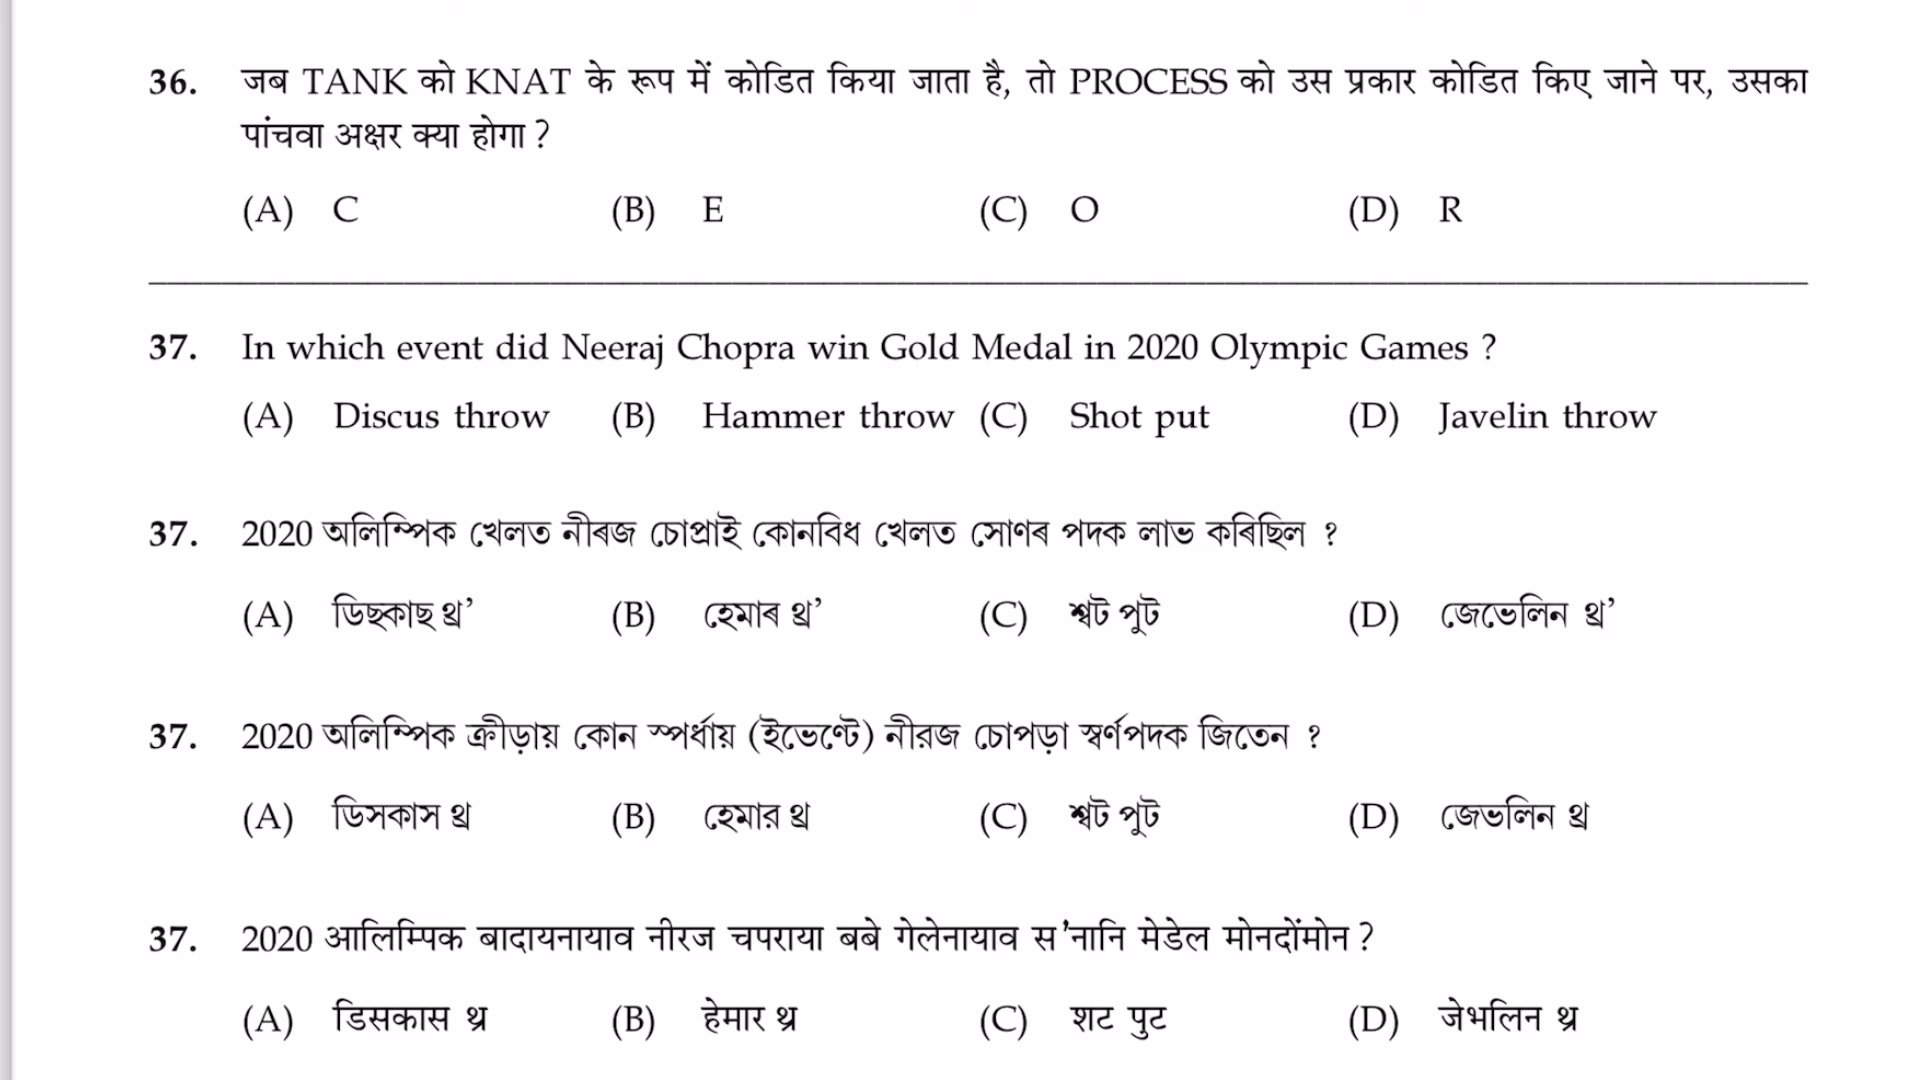 36. जब TANK को KNAT के रूप में कोडित किया जाता है, तो PROCESS को उस प्रकार कोडित किए जाने पर, उसका
पांचवा अक्षर क्या होगा ?
(A) C (B) E (C) O (D) R
37. In which event did Neeraj Chopra win Gold Medal in 2020 Olympic Games ?
(A) Discus throw (B) Hammer throw (C) Shot put (D) Javelin throw
37. 2020 অলিম্পিক খেলত নীৰজ চোপ্ৰাই কোনবিধ খেলত সোণৰ পদক লাভ কৰিছিল ?
(A) ডিছকাছ থ্ৰ’ (B) হেমাৰ থ্ৰ’ (C) শ্বট পুট (D) জেভেলিন থ্ৰ’
37. 2020 অলিম্পিক ক্রীড়ায় কোন স্পর্ধায় (ইভেণ্টে) নীরজ চোপড়া স্বর্ণপদক জিতেন ?
(A) ডিসকাস থ্র (B) হেমার থ্র (C) শ্বট পুট (D) জেভলিন থ্র
37. 2020 आलिम्पिक बादायनायाव नीरज चपराया बबे गेलेनायाव स’नानि मेडेल मोनदोंमोन ?
(A) डिसकास थ्र (B) हेमार थ्र (C) शट पुट (D) जेभलिन थ्र